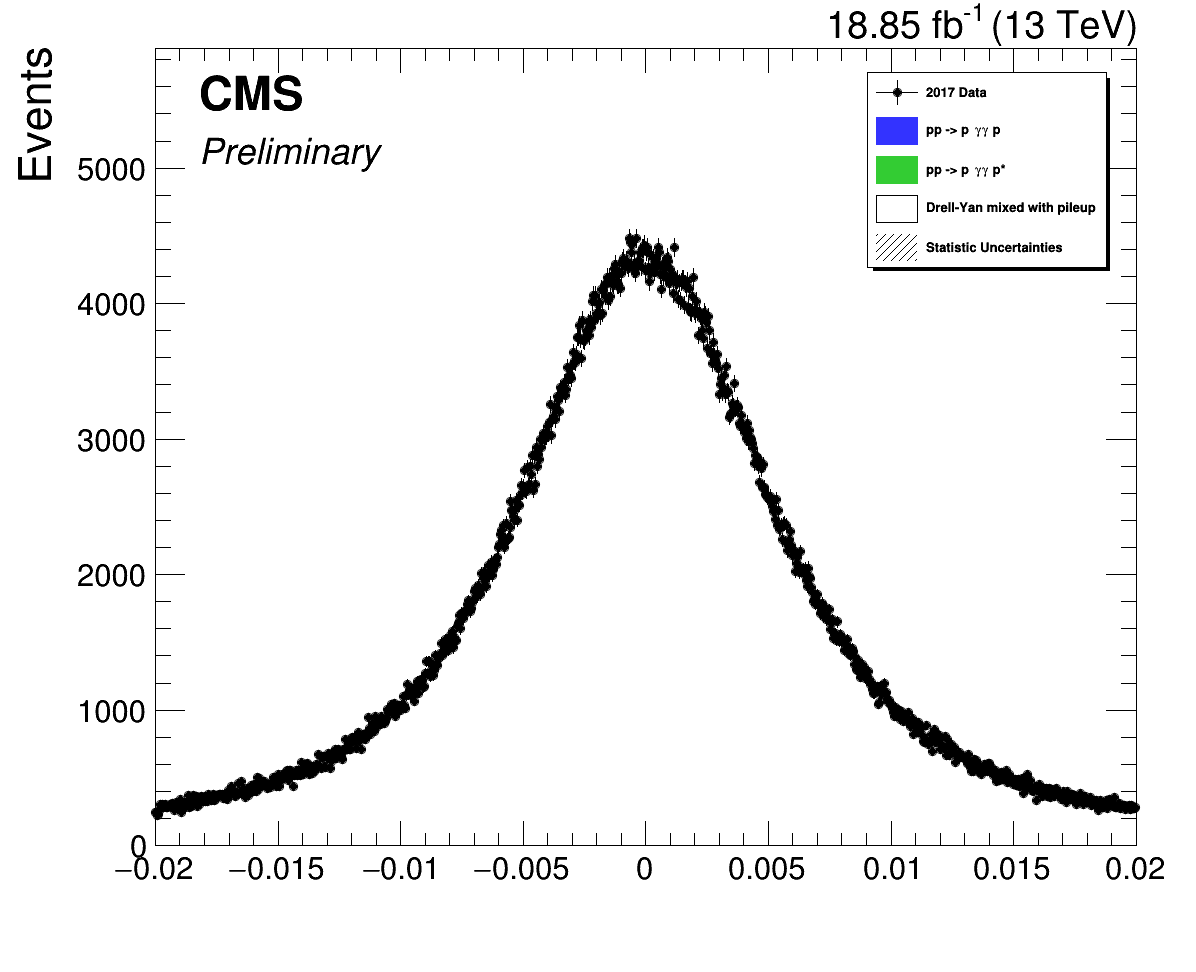 18.85 fb⁻¹ (13 TeV)
Events
CMS
Preliminary
2017 Data
pp -> p γγ p
pp -> p γγ p*
Drell-Yan mixed with pileup
Statistic Uncertainties
5000
4000
3000
2000
1000
0
−0.02 −0.015 −0.01 −0.005 0 0.005 0.01 0.015 0.02